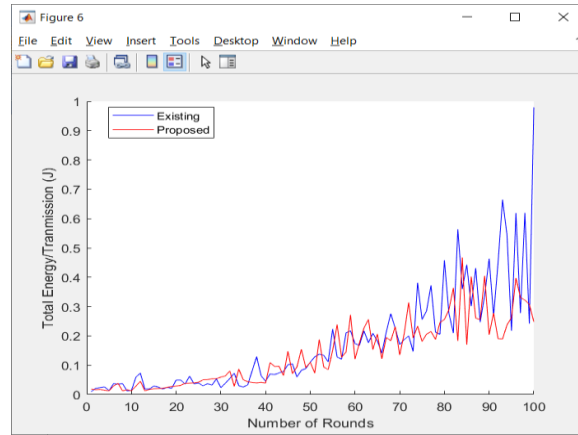 Figure 6
File Edit View Insert Tools Desktop Window Help
Existing
Proposed
1
0.9
0.8
0.7
0.6
0.5
0.4
0.3
0.2
0.1
0
Total Energy/Tranmission (J)
0 10 20 30 40 50 60 70 80 90 100
Number of Rounds